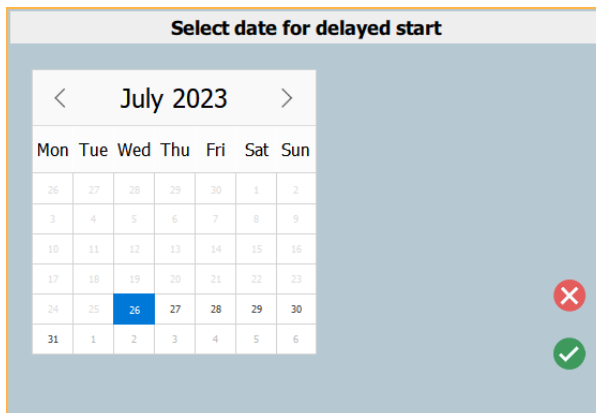 Select date for delayed start
July 2023
Mon Tue Wed Thu Fri Sat Sun
26 27 28 29 30 1 2
3 4 5 6 7 8 9
10 11 12 13 14 15 16
17 18 19 20 21 22 23
24 25 26 27 28 29 30
31 1 2 3 4 5 6